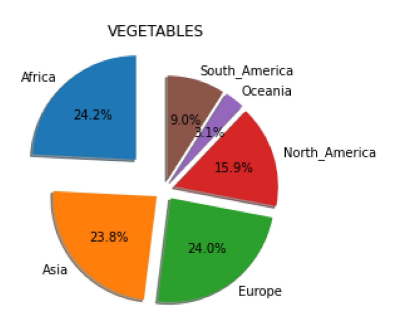 VEGETABLES
Africa
24.2%
South_America
9.0%
Oceania
3.1%
North_America
15.9%
Asia
23.8%
Europe
24.0%